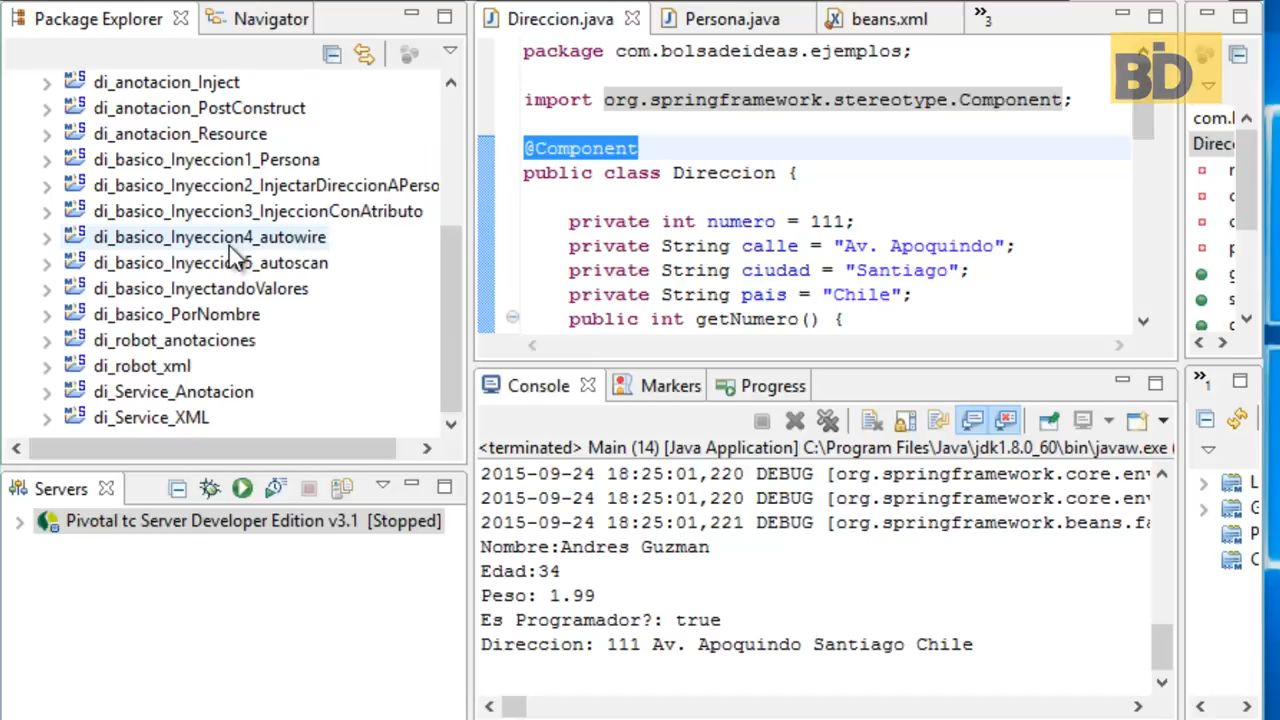 Package Explorer
Navigator
di_anotacion_Inject
di_anotacion_PostConstruct
di_anotacion_Resource
di_basico_Inyeccion1_Persona
di_basico_Inyeccion2_InjectarDireccionAPerso
di_basico_Inyeccion3_InjeccionConAtributo
di_basico_Inyeccion4_autowire
di_basico_Inyeccion5_autoscan
di_basico_InyectandoValores
di_basico_PorNombre
di_robot_anotaciones
di_robot_xml
di_Service_Anotacion
di_Service_XML
Servers
Pivotal tc Server Developer Edition v3.1 [Stopped]
Direccion.java
Persona.java
beans.xml
3
package com.bolsadeideas.ejemplos;
import org.springframework.stereotype.Component;
@Component
public class Direccion {
private int numero = 111;
private String calle = "Av. Apoquindo";
private String ciudad = "Santiago";
private String pais = "Chile";
public int getNumero() {
BD
com.b
Direc
Console
Markers
Progress
<terminated> Main (14) [Java Application] C:\Program Files\Java\jdk1.8.0_60\bin\javaw.exe (
2015-09-24 18:25:01,220 DEBUG [org.springframework.core.env
2015-09-24 18:25:01,220 DEBUG [org.springframework.core.env
2015-09-24 18:25:01,221 DEBUG [org.springframework.beans.fa
Nombre:Andres Guzman
Edad:34
Peso: 1.99
Es Programador?: true
Direccion: 111 Av. Apoquindo Santiago Chile
1
L
G
P
C